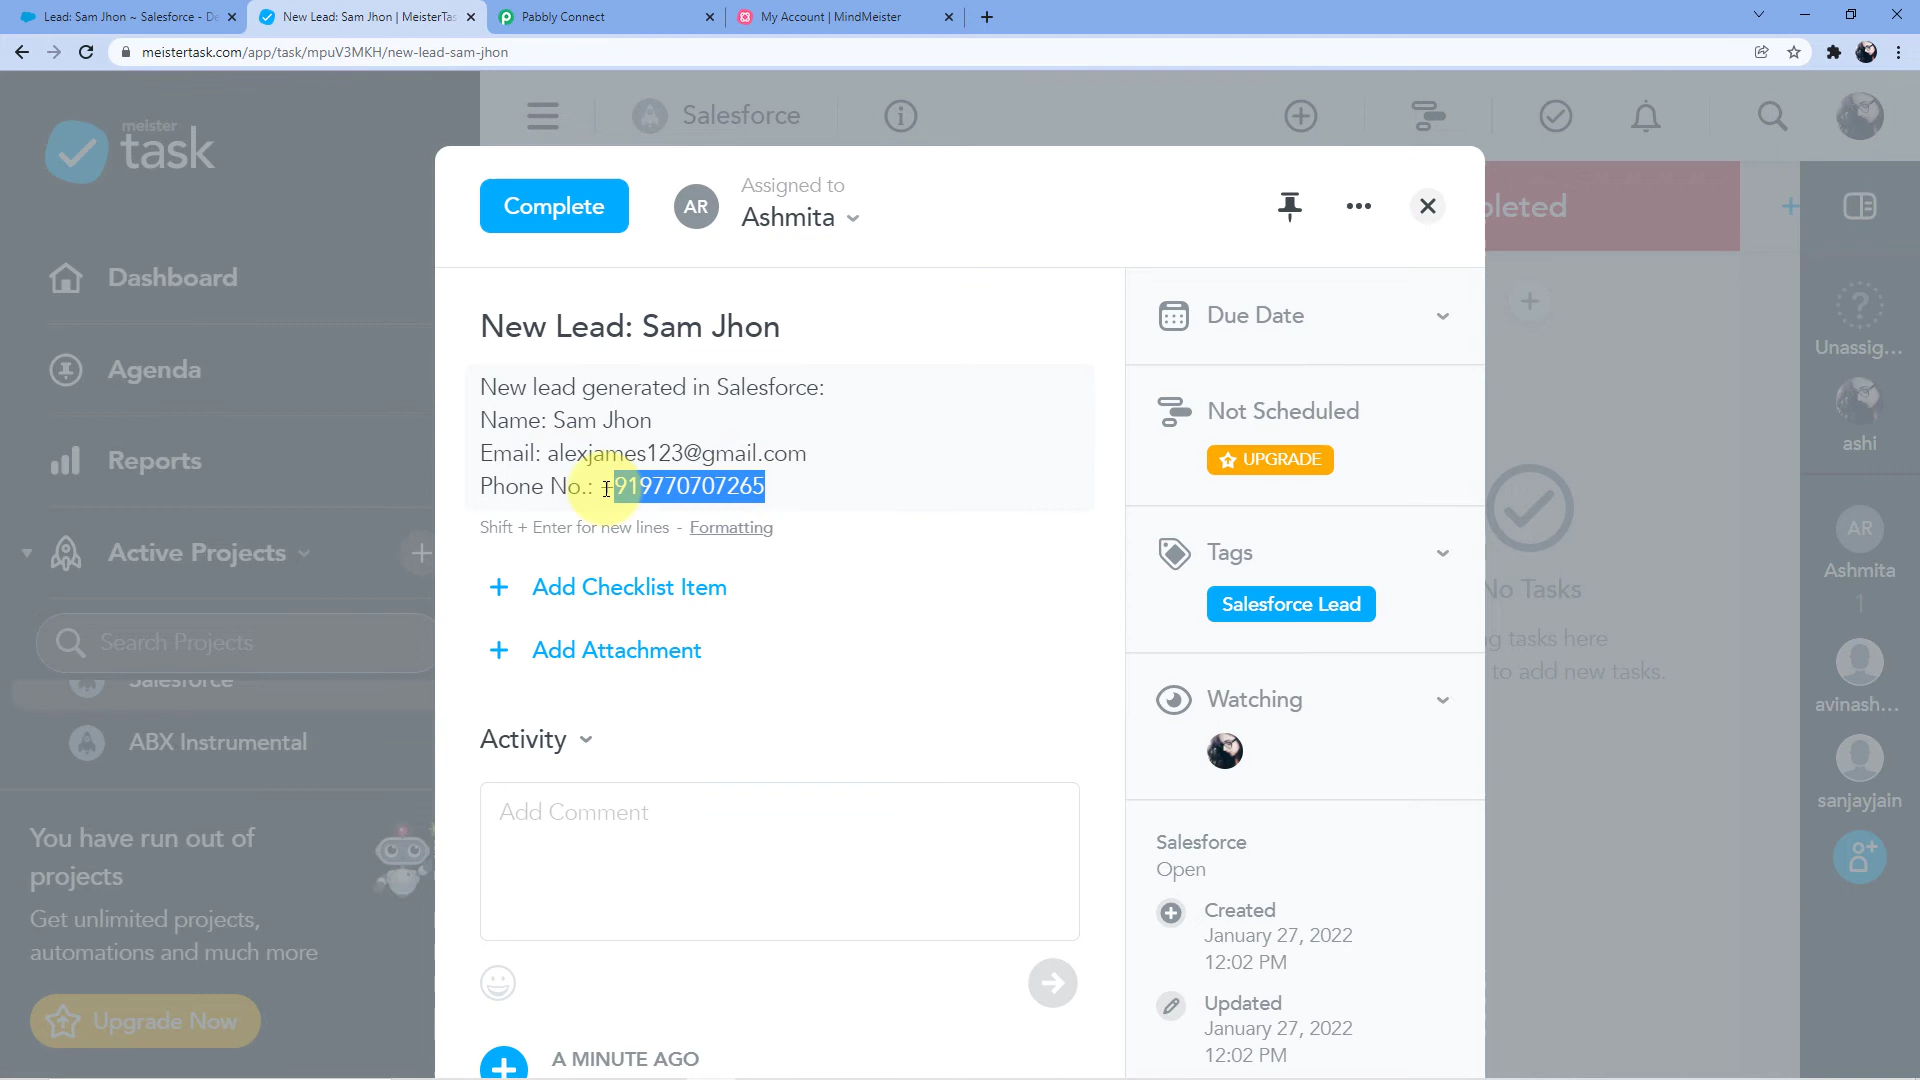 Lead: Sam Jhon ~ Salesforce - De
New Lead: Sam Jhon | MeisterTas
Pabbly Connect
My Account | MindMeister
meistertask.com/app/task/mpuV3MKH/new-lead-sam-jhon
meister
task
Dashboard
Agenda
Reports
Active Projects
Search Projects
Salesforce
ABX Instrumental
You have run out of
projects
Get unlimited projects,
automations and much more
Upgrade Now
Salesforce
Complete
AR
Assigned to
Ashmita
New Lead: Sam Jhon
New lead generated in Salesforce:
Name: Sam Jhon
Email: alexjames123@gmail.com
Phone No.: +919770707265
Shift + Enter for new lines - Formatting
+ Add Checklist Item
+ Add Attachment
Activity
Add Comment
A MINUTE AGO
Due Date
Not Scheduled
UPGRADE
Tags
Salesforce Lead
Watching
Salesforce
Open
Created
January 27, 2022
12:02 PM
Updated
January 27, 2022
12:02 PM
pleted
No Tasks
g tasks here
to add new tasks.
Unassig...
ashi
AR
Ashmita
1
avinash...
sanjayjain